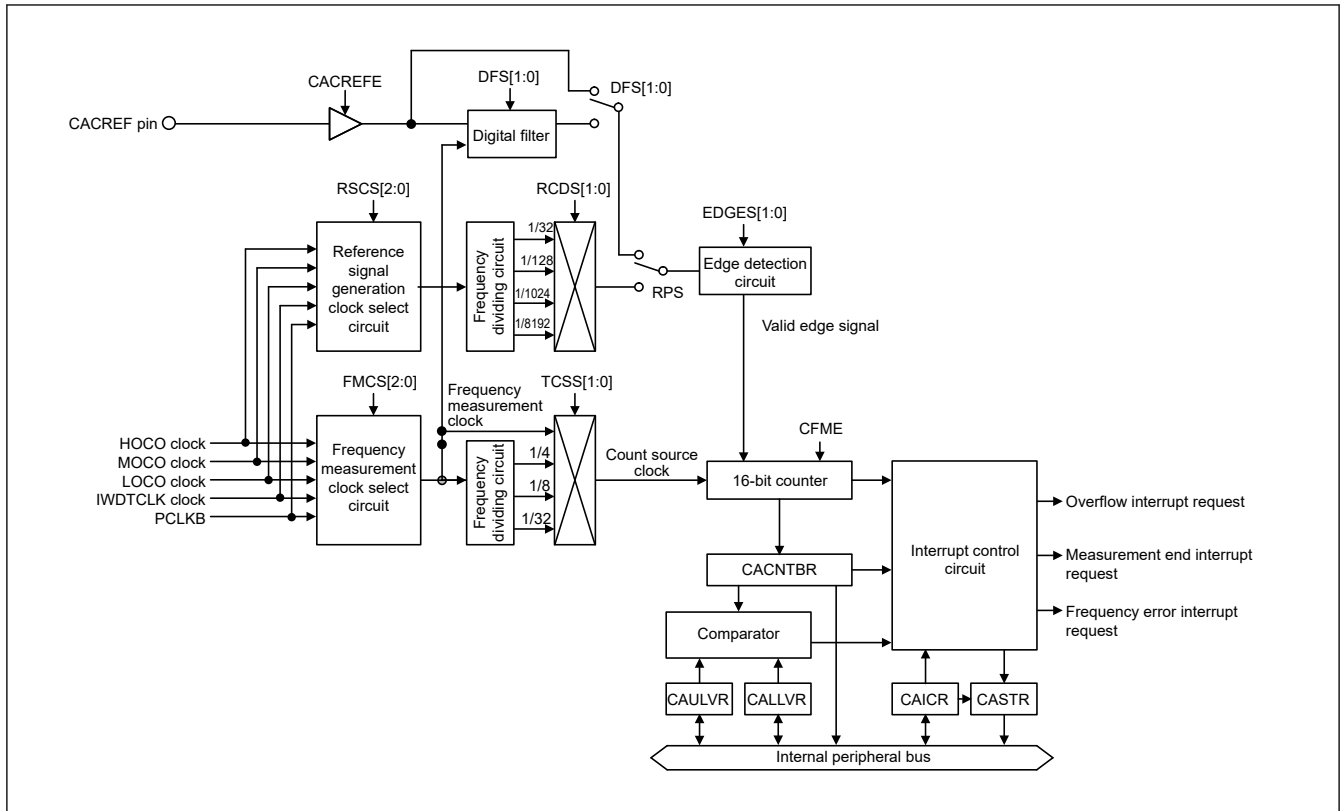 CACREFE
DFS[1:0]
DFS[1:0]
CACREF pin
Digital filter
RSCS[2:0]
RCDS[1:0]
EDGES[1:0]
Reference
signal
generation
clock select
circuit
Frequency
dividing circuit
1/32
1/128
1/1024
1/8192
RPS
Edge detection
circuit
Valid edge signal
FMCS[2:0]
Frequency
measurement
clock
TCSS[1:0]
CFME
HOCO clock
MOCO clock
LOCO clock
IWDTCLK clock
PCLKB
Frequency
measurement
clock select
circuit
Frequency
dividing circuit
1/4
1/8
1/32
Count source
clock
16-bit counter
Interrupt control
circuit
Overflow interrupt request
Measurement end interrupt
request
Frequency error interrupt
request
CACNTBR
Comparator
CAULVR
CALLVR
CAICR
CASTR
Internal peripheral bus